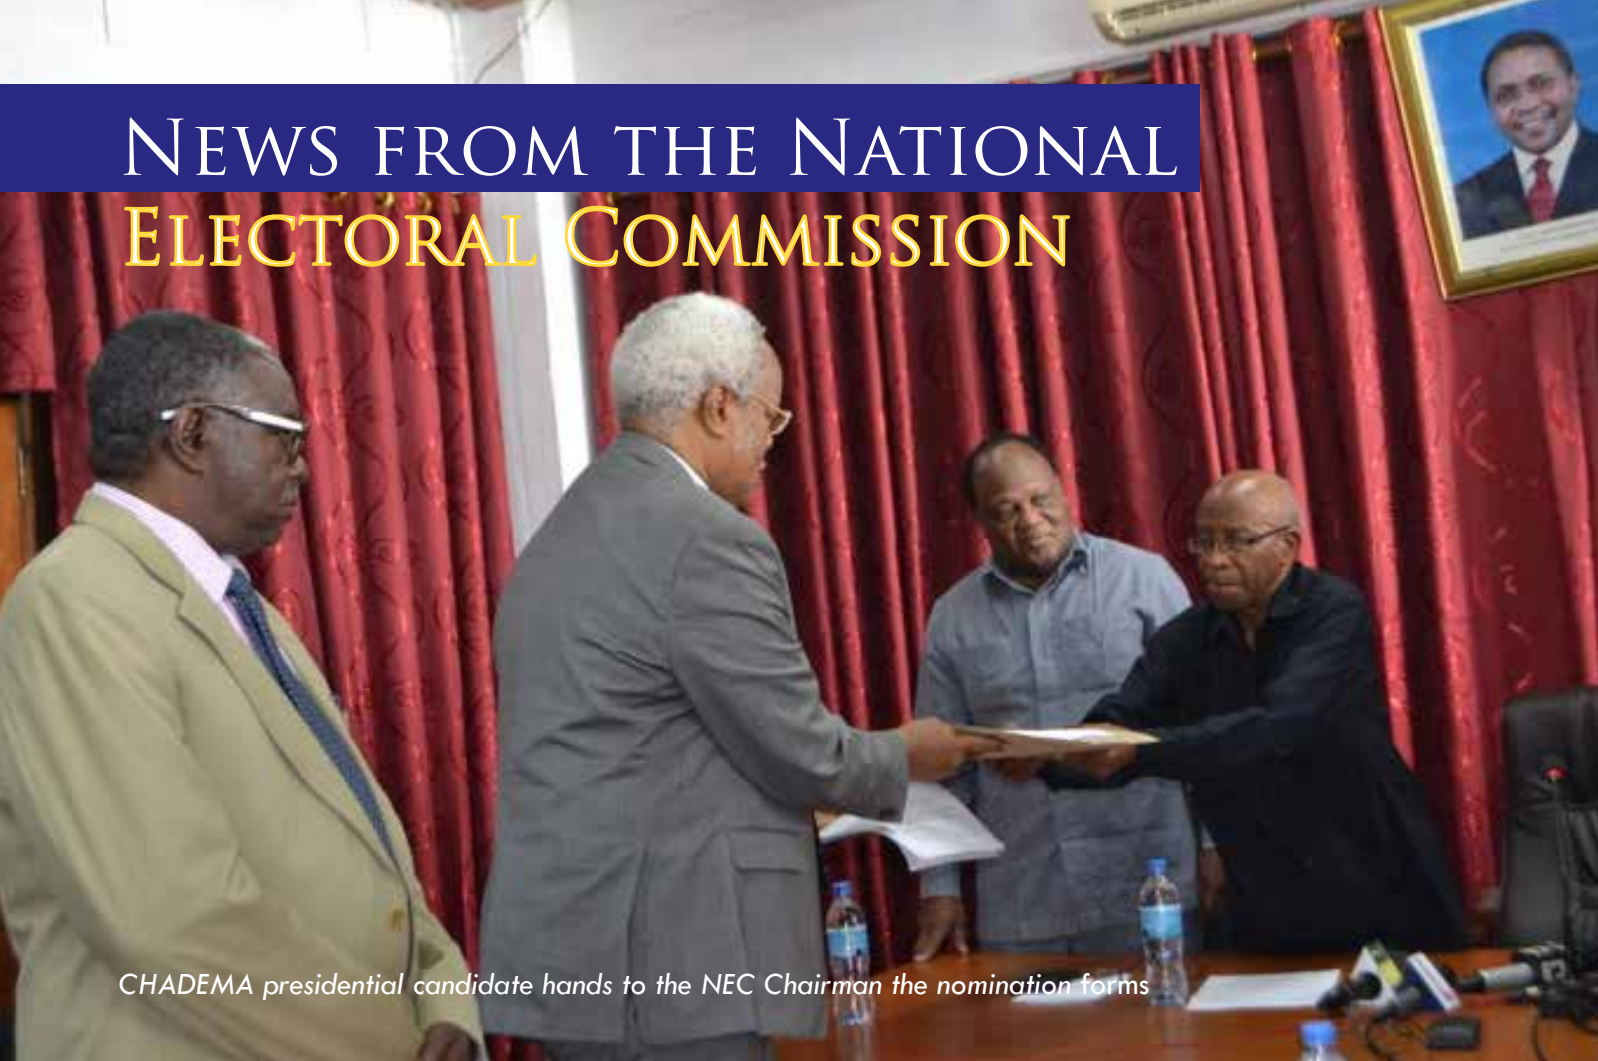 News from the National
Electoral Commission
CHADEMA presidential candidate hands to the NEC Chairman the nomination forms